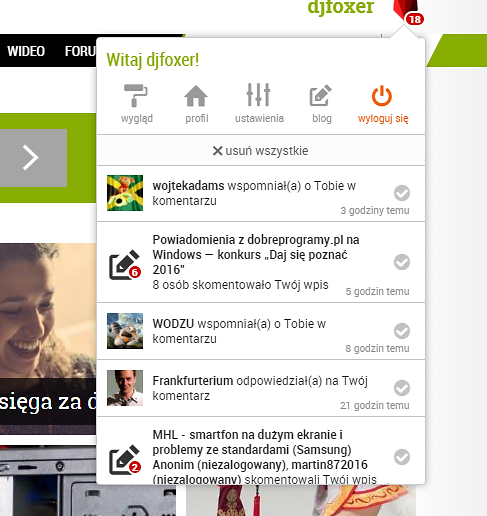 djfoxer
18
WIDEO FORU
Witaj djfoxer!
wygląd profil ustawienia blog wyloguj się
usuń wszystkie
wojtekadams wspomniał(a) o Tobie w
komentarzu
3 godziny temu
Powiadomienia z dobreprogramy.pl na
Windows — konkurs „Daj się poznać
2016"
6
8 osób skomentowało Twój wpis
5 godzin temu
WODZU wspomniał(a) o Tobie w
komentarzu
8 godzin temu
Frankfurterium odpowiedział(a) na Twój
komentarz
21 godzin temu
sięga za d
MHL - smartfon na dużym ekranie i
problemy ze standardami (Samsung)
2
Anonim (niezalogowany), martin872016
(niezalogowany) skomentowali Twój wpis